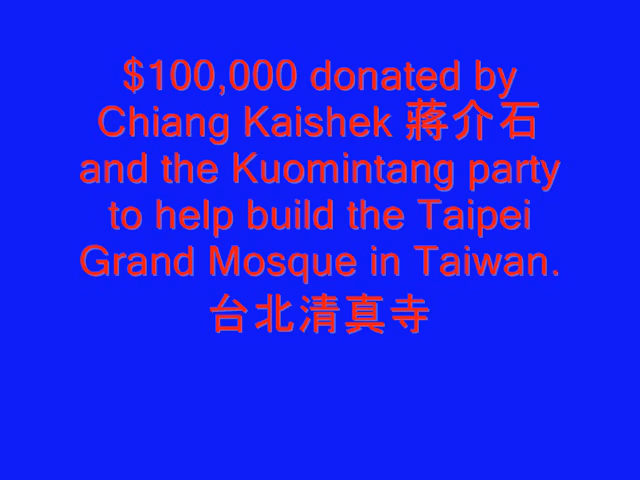 $100,000 donated by
Chiang Kaishek 蔣介石
and the Kuomintang party
to help build the Taipei
Grand Mosque in Taiwan.
台北清真寺